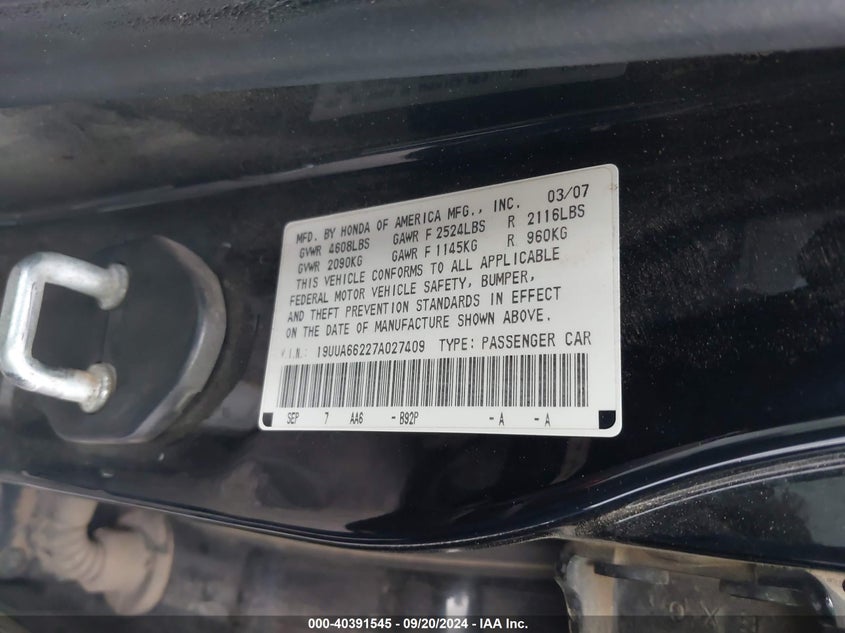 MFD. BY HONDA OF AMERICA MFG., INC. 03/07
GVWR 4608LBS GAWR F 2524LBS R 2116LBS
GVWR 2090KG GAWR F 1145KG R 960KG
THIS VEHICLE CONFORMS TO ALL APPLICABLE
FEDERAL MOTOR VEHICLE SAFETY, BUMPER,
AND THEFT PREVENTION STANDARDS IN EFFECT
ON THE DATE OF MANUFACTURE SHOWN ABOVE.
V.I.N.: 19UUA66227A027409 TYPE: PASSENGER CAR
SEP 7 AA6 - B92P - A - A
000-40391545 - 09/20/2024 - IAA Inc.